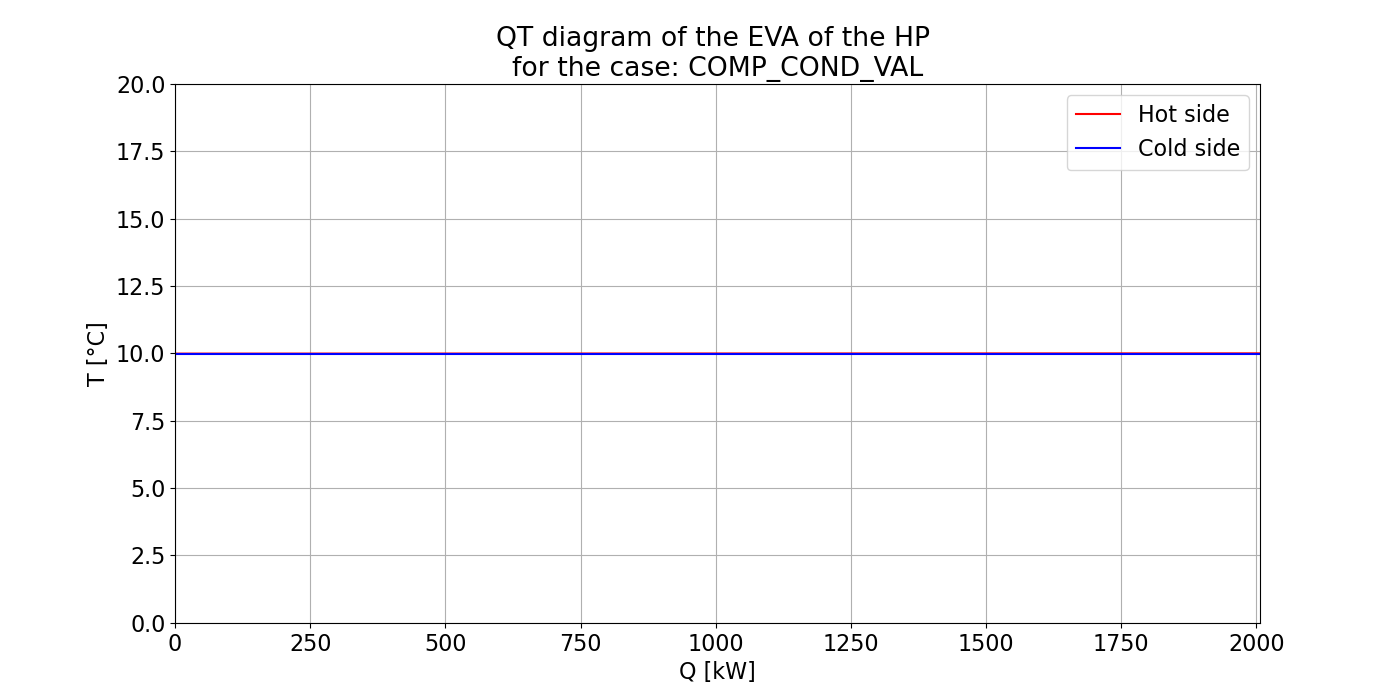 QT diagram of the EVA of the HP
for the case: COMP_COND_VAL
20.0
17.5
15.0
12.5
10.0
7.5
5.0
2.5
0.0
T [°C]
Hot side
Cold side
0 250 500 750 1000 1250 1500 1750 2000
Q [kW]